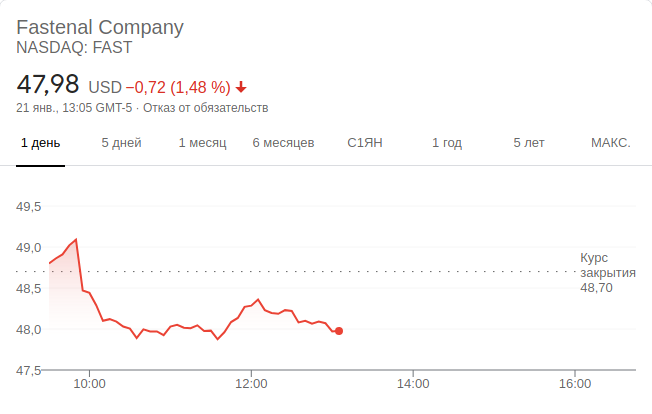 Fastenal Company
NASDAQ: FAST
47,98 USD −0,72 (1,48 %)
21 янв., 13:05 GMT-5 · Отказ от обязательств
1 день 5 дней 1 месяц 6 месяцев С1ЯН 1 год 5 лет МАКС.
49,5
49,0
Курс
закрытия
48,70
48,5
48,0
47,5
10:00 12:00 14:00 16:00